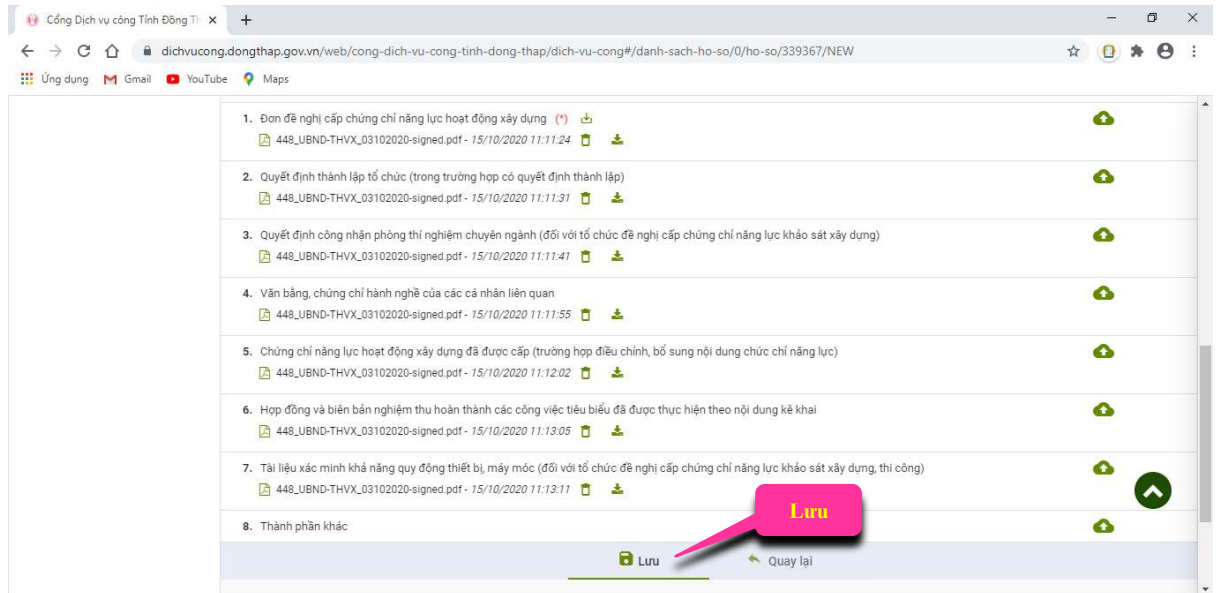 Cổng Dịch vụ công Tỉnh Đồng Th
dichvucong.dongthap.gov.vn/web/cong-dich-vu-cong-tinh-dong-thap/dich-vu-cong#/danh-sach-ho-so/0/ho-so/339367/NEW
Ứng dụng Gmail YouTube Maps
1. Đơn đề nghị cấp chứng chỉ năng lực hoạt động xây dựng (*)
448_UBND-THVX_03102020-signed.pdf - 15/10/2020 11:11:24
2. Quyết định thành lập tổ chức (trong trường hợp có quyết định thành lập)
448_UBND-THVX_03102020-signed.pdf - 15/10/2020 11:11:31
3. Quyết định công nhận phòng thí nghiệm chuyên ngành (đối với tổ chức đề nghị cấp chứng chỉ năng lực khảo sát xây dựng)
448_UBND-THVX_03102020-signed.pdf - 15/10/2020 11:11:41
4. Văn bằng, chứng chỉ hành nghề của các cá nhân liên quan
448_UBND-THVX_03102020-signed.pdf - 15/10/2020 11:11:55
5. Chứng chỉ năng lực hoạt động xây dựng đã được cấp (trường hợp điều chỉnh, bổ sung nội dung chức chỉ năng lực)
448_UBND-THVX_03102020-signed.pdf - 15/10/2020 11:12:02
6. Hợp đồng và biên bản nghiệm thu hoàn thành các công việc tiêu biểu đã được thực hiện theo nội dung kê khai
448_UBND-THVX_03102020-signed.pdf - 15/10/2020 11:13:05
7. Tài liệu xác minh khả năng quy động thiết bị, máy móc (đối với tổ chức đề nghị cấp chứng chỉ năng lực khảo sát xây dựng, thi công)
448_UBND-THVX_03102020-signed.pdf - 15/10/2020 11:13:11
Lưu
8. Thành phần khác
Lưu Quay lại